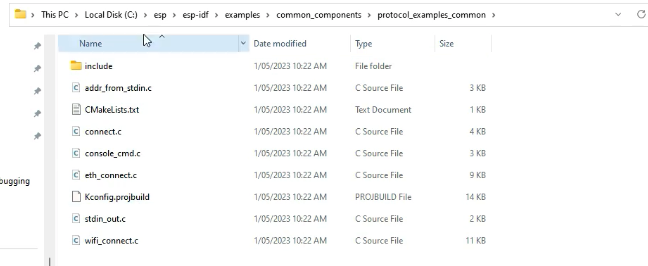 This PC > Local Disk (C:) > esp > esp-idf > examples > common_components > protocol_examples_common >
Name Date modified Type Size
include 1/05/2023 10:22 AM File folder
addr_from_stdin.c 1/05/2023 10:22 AM C Source File 3 KB
CMakeLists.txt 1/05/2023 10:22 AM Text Document 1 KB
connect.c 1/05/2023 10:22 AM C Source File 4 KB
console_cmd.c 1/05/2023 10:22 AM C Source File 3 KB
eth_connect.c 1/05/2023 10:22 AM C Source File 9 KB
bugging
Kconfig.projbuild 1/05/2023 10:22 AM PROJBUILD File 14 KB
stdin_out.c 1/05/2023 10:22 AM C Source File 2 KB
wifi_connect.c 1/05/2023 10:22 AM C Source File 11 KB